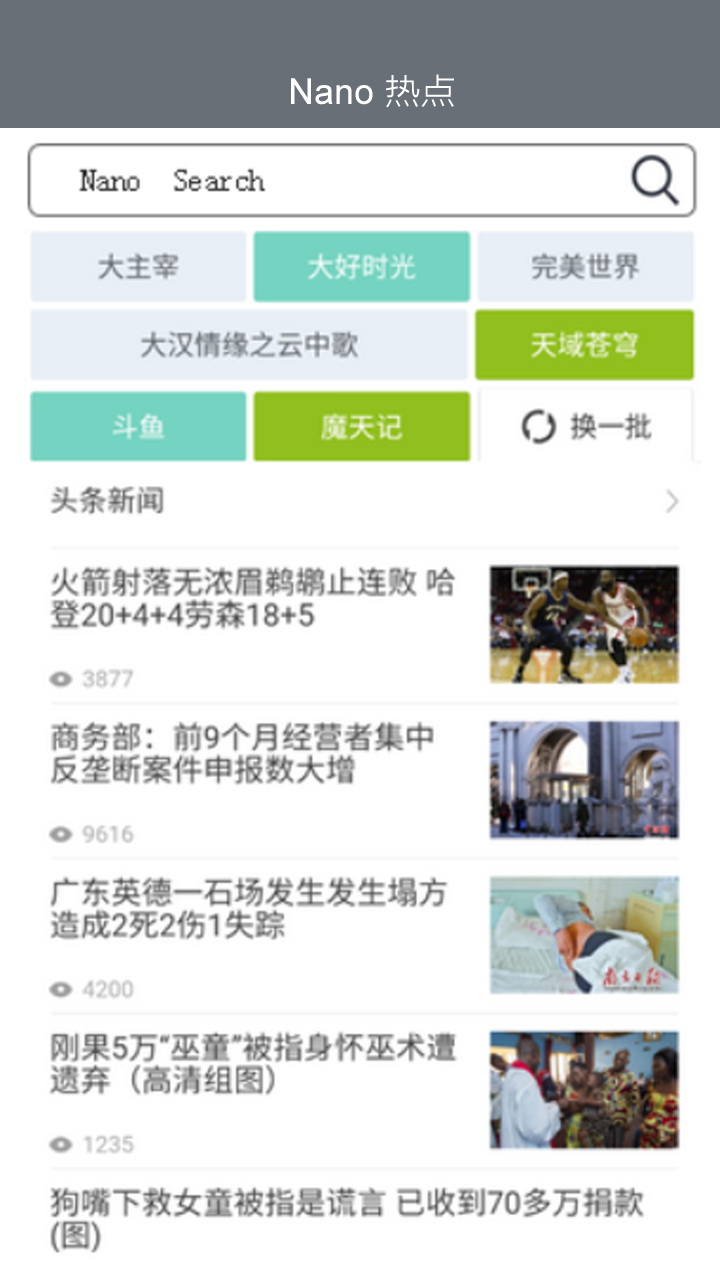 Nano 热点
Nano Search
大主宰 大好时光 完美世界
大汉情缘之云中歌 天域苍穹
斗鱼 魔天记 换一批
头条新闻
火箭射落无浓眉鹈鹕止连败 哈
登20+4+4劳森18+5
3877
商务部：前9个月经营者集中
反垄断案件申报数大增
9616
广东英德一石场发生发生塌方
造成2死2伤1失踪
4200
刚果5万“巫童”被指身怀巫术遭
遗弃（高清组图）
1235
狗嘴下救女童被指是谎言 已收到70多万捐款
(图)